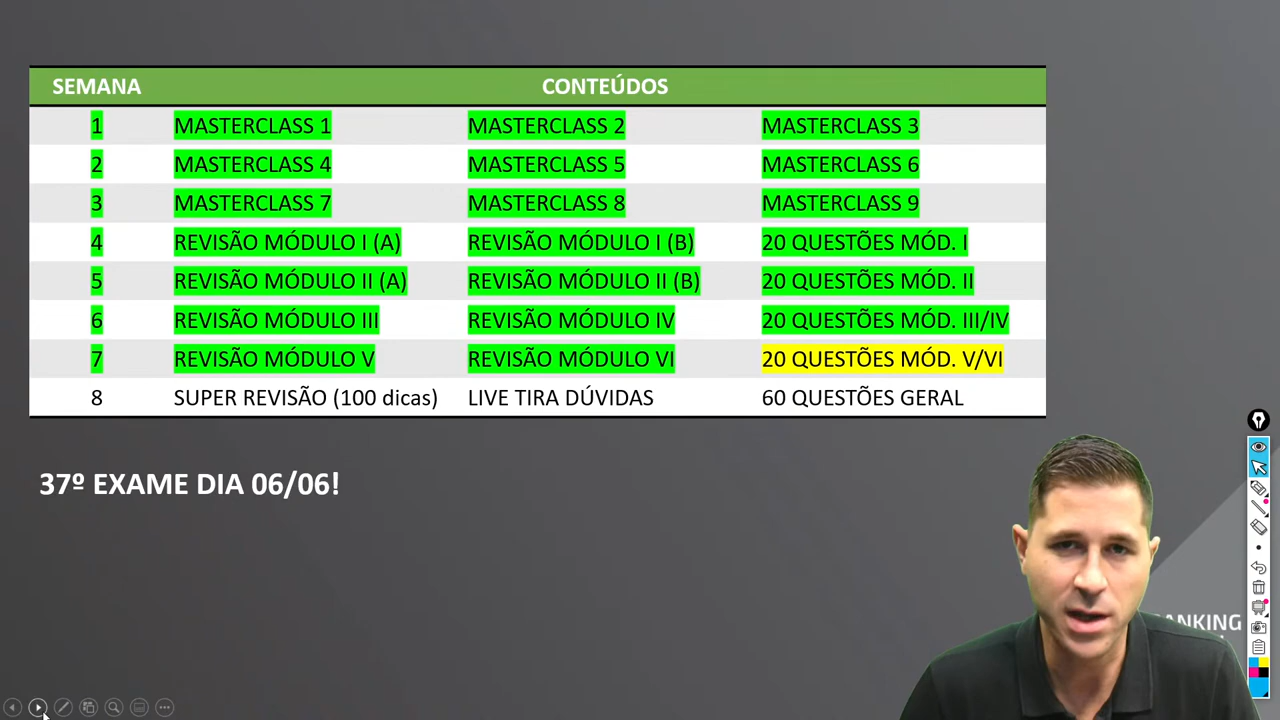 SEMANA CONTEÚDOS
1 MASTERCLASS 1 MASTERCLASS 2 MASTERCLASS 3
2 MASTERCLASS 4 MASTERCLASS 5 MASTERCLASS 6
3 MASTERCLASS 7 MASTERCLASS 8 MASTERCLASS 9
4 REVISÃO MÓDULO I (A) REVISÃO MÓDULO I (B) 20 QUESTÕES MÓD. I
5 REVISÃO MÓDULO II (A) REVISÃO MÓDULO II (B) 20 QUESTÕES MÓD. II
6 REVISÃO MÓDULO III REVISÃO MÓDULO IV 20 QUESTÕES MÓD. III/IV
7 REVISÃO MÓDULO V REVISÃO MÓDULO VI 20 QUESTÕES MÓD. V/VI
8 SUPER REVISÃO (100 dicas) LIVE TIRA DÚVIDAS 60 QUESTÕES GERAL
37º EXAME DIA 06/06!